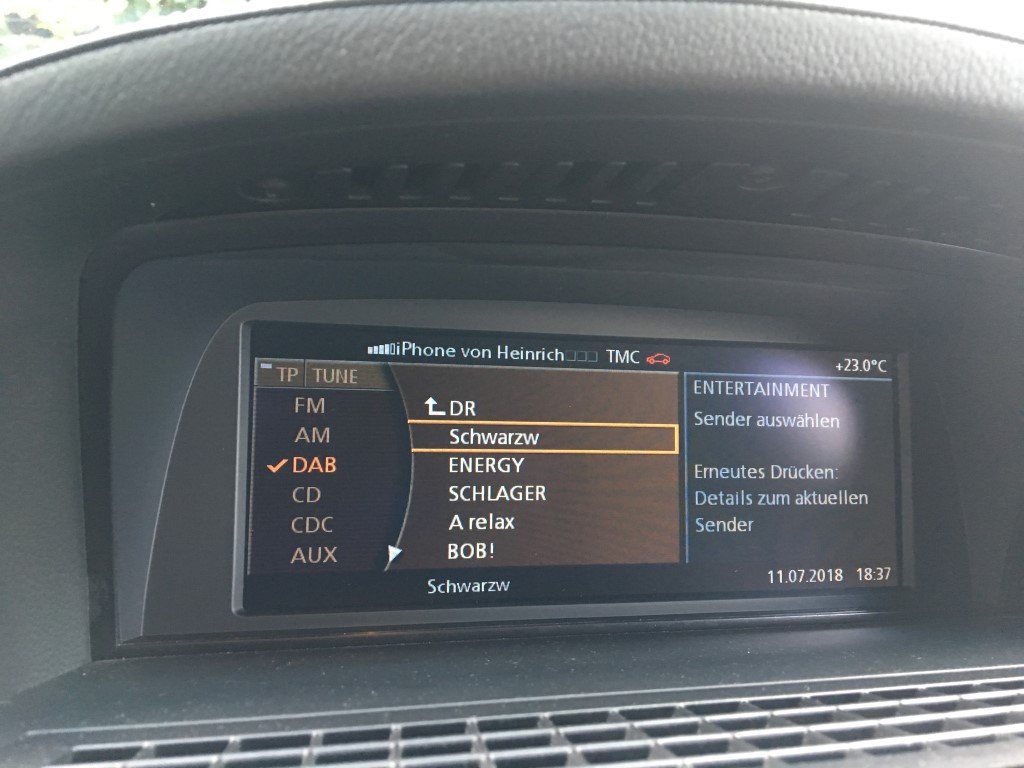 iPhone von Heinrich TMC
+23.0°C
TP TUNE
FM
AM
DAB
CD
CDC
AUX
DR
Schwarzw
ENERGY
SCHLAGER
A relax
BOB!
ENTERTAINMENT
Sender auswählen
Erneutes Drücken:
Details zum aktuellen
Sender
Schwarzw
11.07.2018 18:37